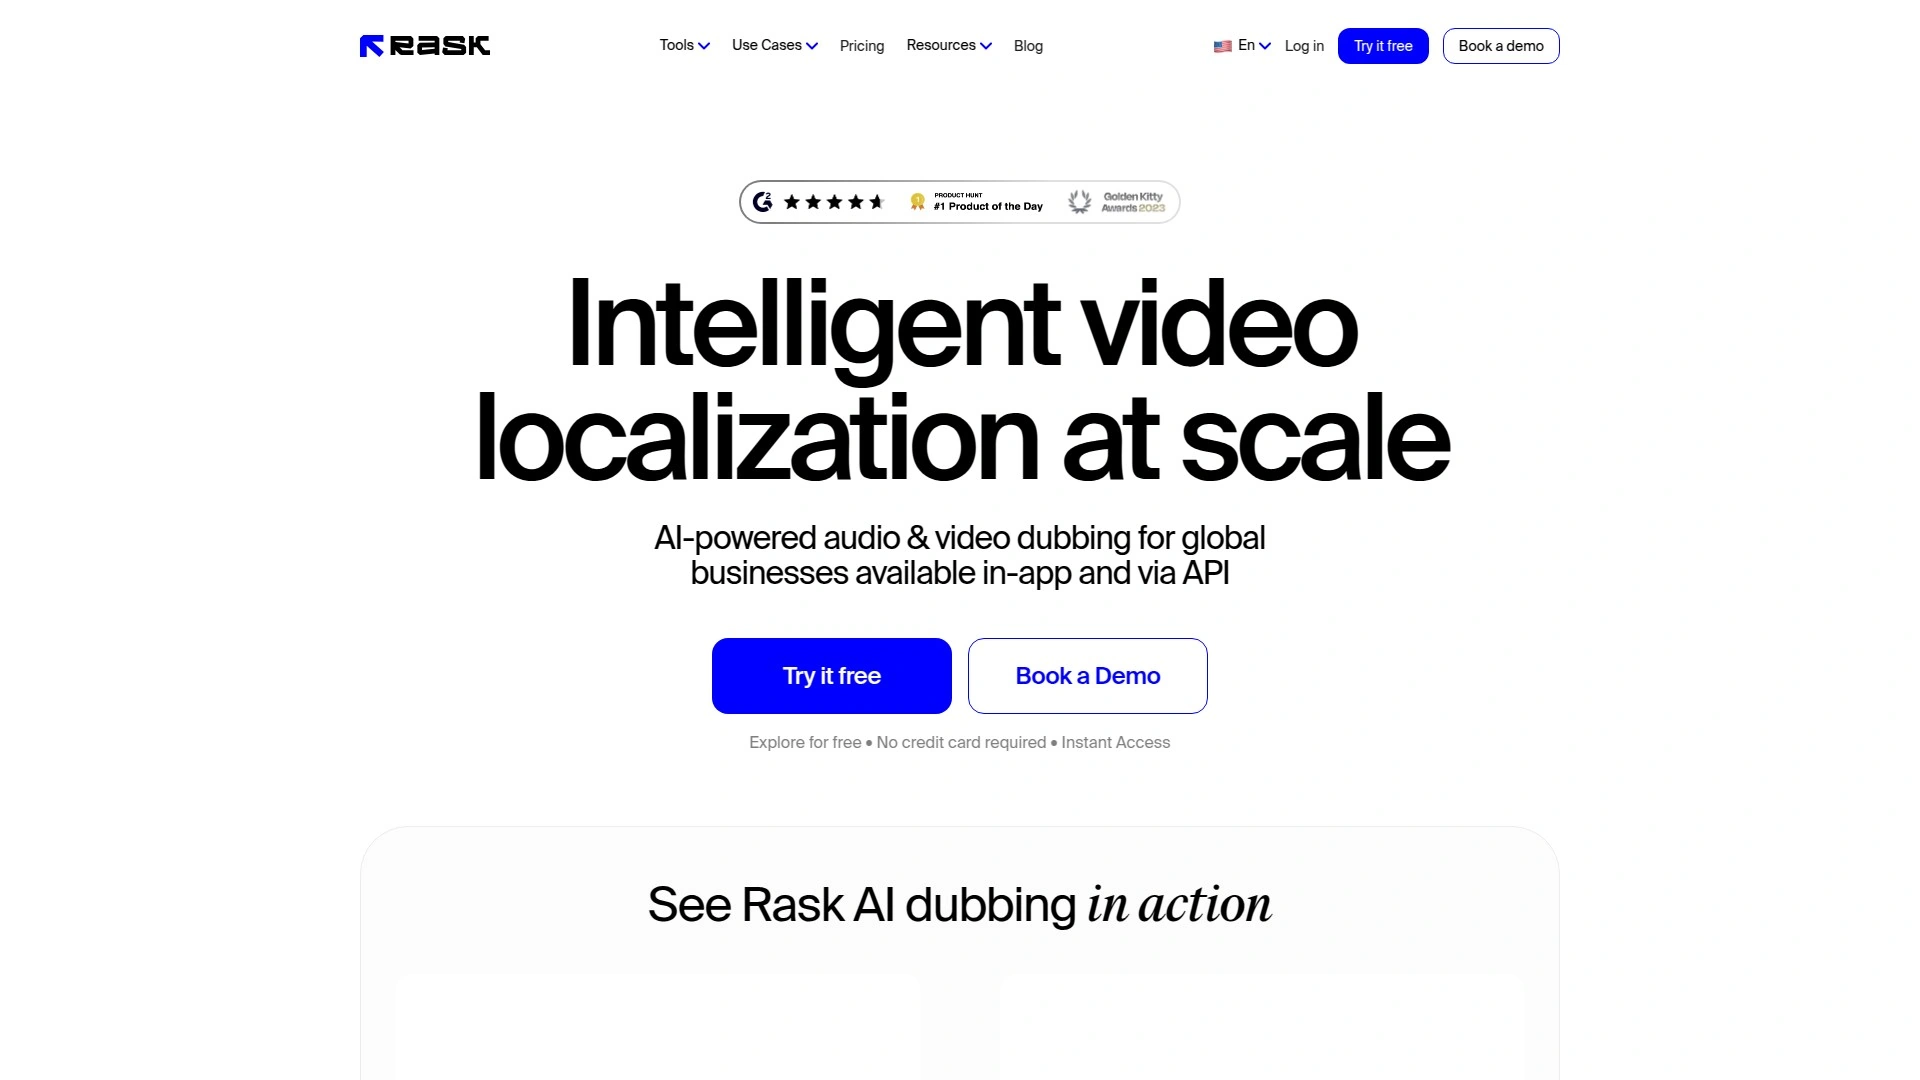 Rask
Tools
Use Cases
Pricing
Resources
Blog
En
Log in
Try it free
Book a demo
G2
PRODUCT HUNT
1
#1 Product of the Day
Golden Kitty
Awards 2023
Intelligent video
localization at scale
AI-powered audio & video dubbing for global
businesses available in-app and via API
Try it free
Book a Demo
Explore for free • No credit card required • Instant Access
See Rask AI dubbing in action